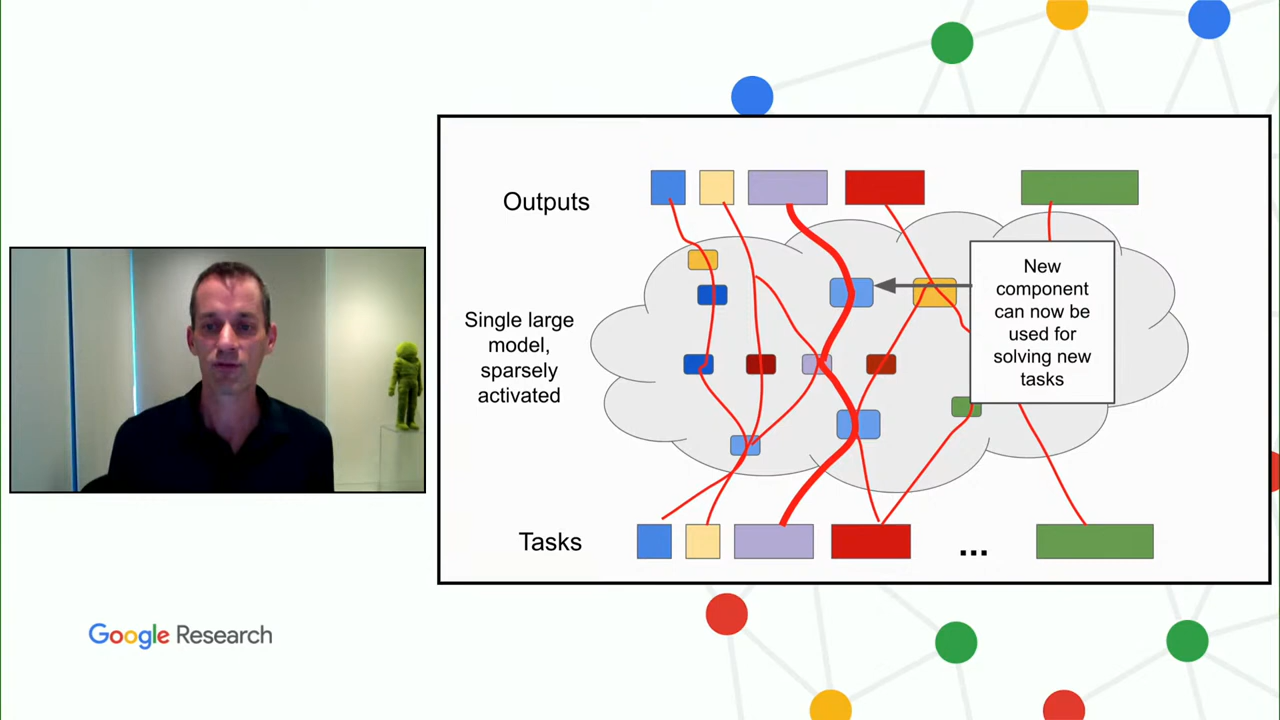 Outputs
Single large
model,
sparsely
activated
New
component
can now be
used for
solving new
tasks
Tasks
...
Google Research